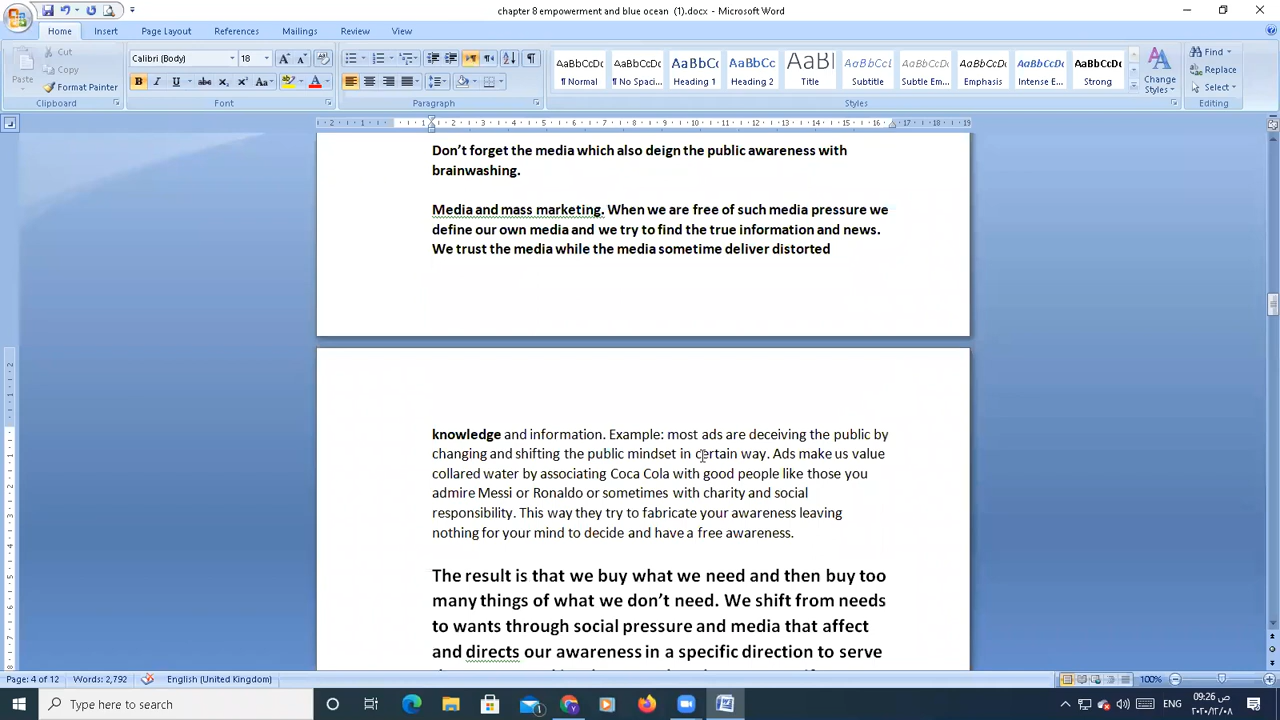 chapter 8 empowerment and blue ocean (1).docx - Microsoft Word
Home Insert Page Layout References Mailings Review View
Paste
Cut
Copy
Format Painter
Clipboard
Calibri (Body) 18
Font
Paragraph
AaBbCcDc AaBbCcDc AaBbCc AaBbCc AaBl AaBbCcL AaBbCcDc AaBbCcDc AaBbCcDc AaBbCcDc
¶ Normal ¶ No Spaci... Heading 1 Heading 2 Title Subtitle Subtle Em... Emphasis Intense E... Strong
Change Styles
Styles
Find
Replace
Select
Editing
Don't forget the media which also deign the public awareness with
brainwashing.
Media and mass marketing. When we are free of such media pressure we
define our own media and we try to find the true information and news.
We trust the media while the media sometime deliver distorted
knowledge and information. Example: most ads are deceiving the public by
changing and shifting the public mindset in certain way. Ads make us value
collared water by associating Coca Cola with good people like those you
admire Messi or Ronaldo or sometimes with charity and social
responsibility. This way they try to fabricate your awareness leaving
nothing for your mind to decide and have a free awareness.
The result is that we buy what we need and then buy too
many things of what we don't need. We shift from needs
to wants through social pressure and media that affect
and directs our awareness in a specific direction to serve
Page: 4 of 12 Words: 2,792 English (United Kingdom) 100%
Type here to search
09:26 ص
٢٠٢٠/١٢/٠٨